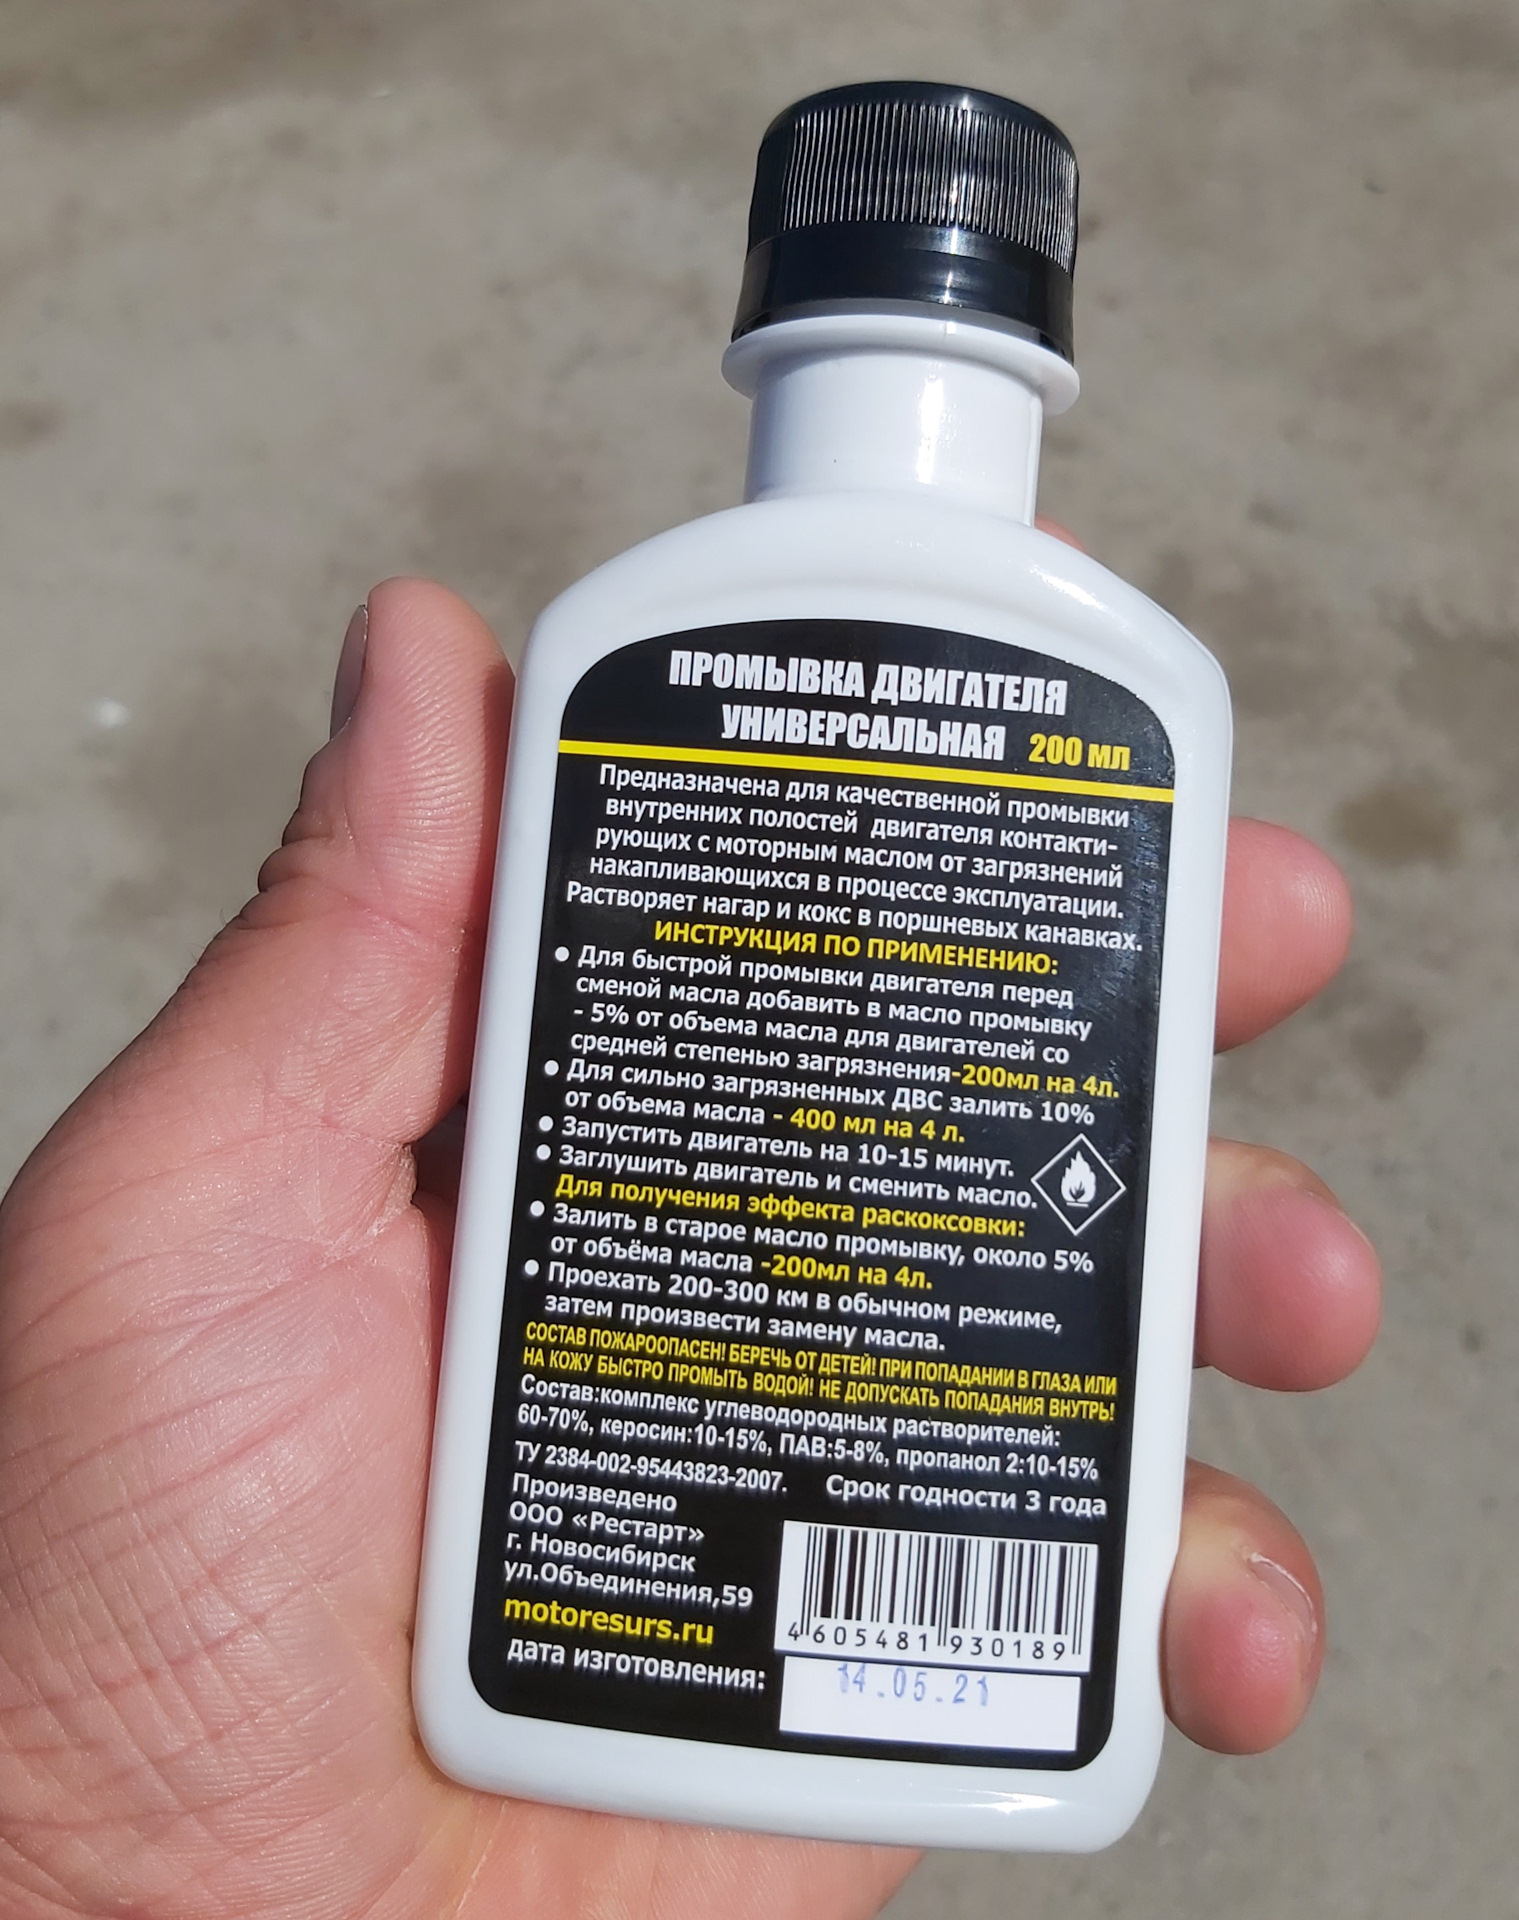 ПРОМЫВКА ДВИГАТЕЛЯ
УНИВЕРСАЛЬНАЯ 200 мл
Предназначена для качественной промывки
внутренних полостей двигателя контакти-
рующих с моторным маслом от загрязнений
накапливающихся в процессе эксплуатации.
Растворяет нагар и кокс в поршневых канавках.
ИНСТРУКЦИЯ ПО ПРИМЕНЕНИЮ:
● Для быстрой промывки двигателя перед
сменой масла добавить в масло промывку
- 5% от объема масла для двигателей со
средней степенью загрязнения-200мл на 4л.
● Для сильно загрязненных ДВС залить 10%
от объема масла - 400 мл на 4 л.
● Запустить двигатель на 10-15 минут.
● Заглушить двигатель и сменить масло.
Для получения эффекта раскоксовки:
● Залить в старое масло промывку, около 5%
от объёма масла -200мл на 4л.
● Проехать 200-300 км в обычном режиме,
затем произвести замену масла.
СОСТАВ ПОЖАРООПАСЕН! БЕРЕЧЬ ОТ ДЕТЕЙ! ПРИ ПОПАДАНИИ В ГЛАЗА ИЛИ
НА КОЖУ БЫСТРО ПРОМЫТЬ ВОДОЙ! НЕ ДОПУСКАТЬ ПОПАДАНИЯ ВНУТРЬ!
Состав:комплекс углеводородных растворителей:
60-70%, керосин:10-15%, ПАВ:5-8%, пропанол 2:10-15%
ТУ 2384-002-95443823-2007. Срок годности 3 года
Произведено
ООО «Рестарт»
г. Новосибирск
ул.Объединения,59
motoresurs.ru
4 605481 930189
дата изготовления:
14.05.21